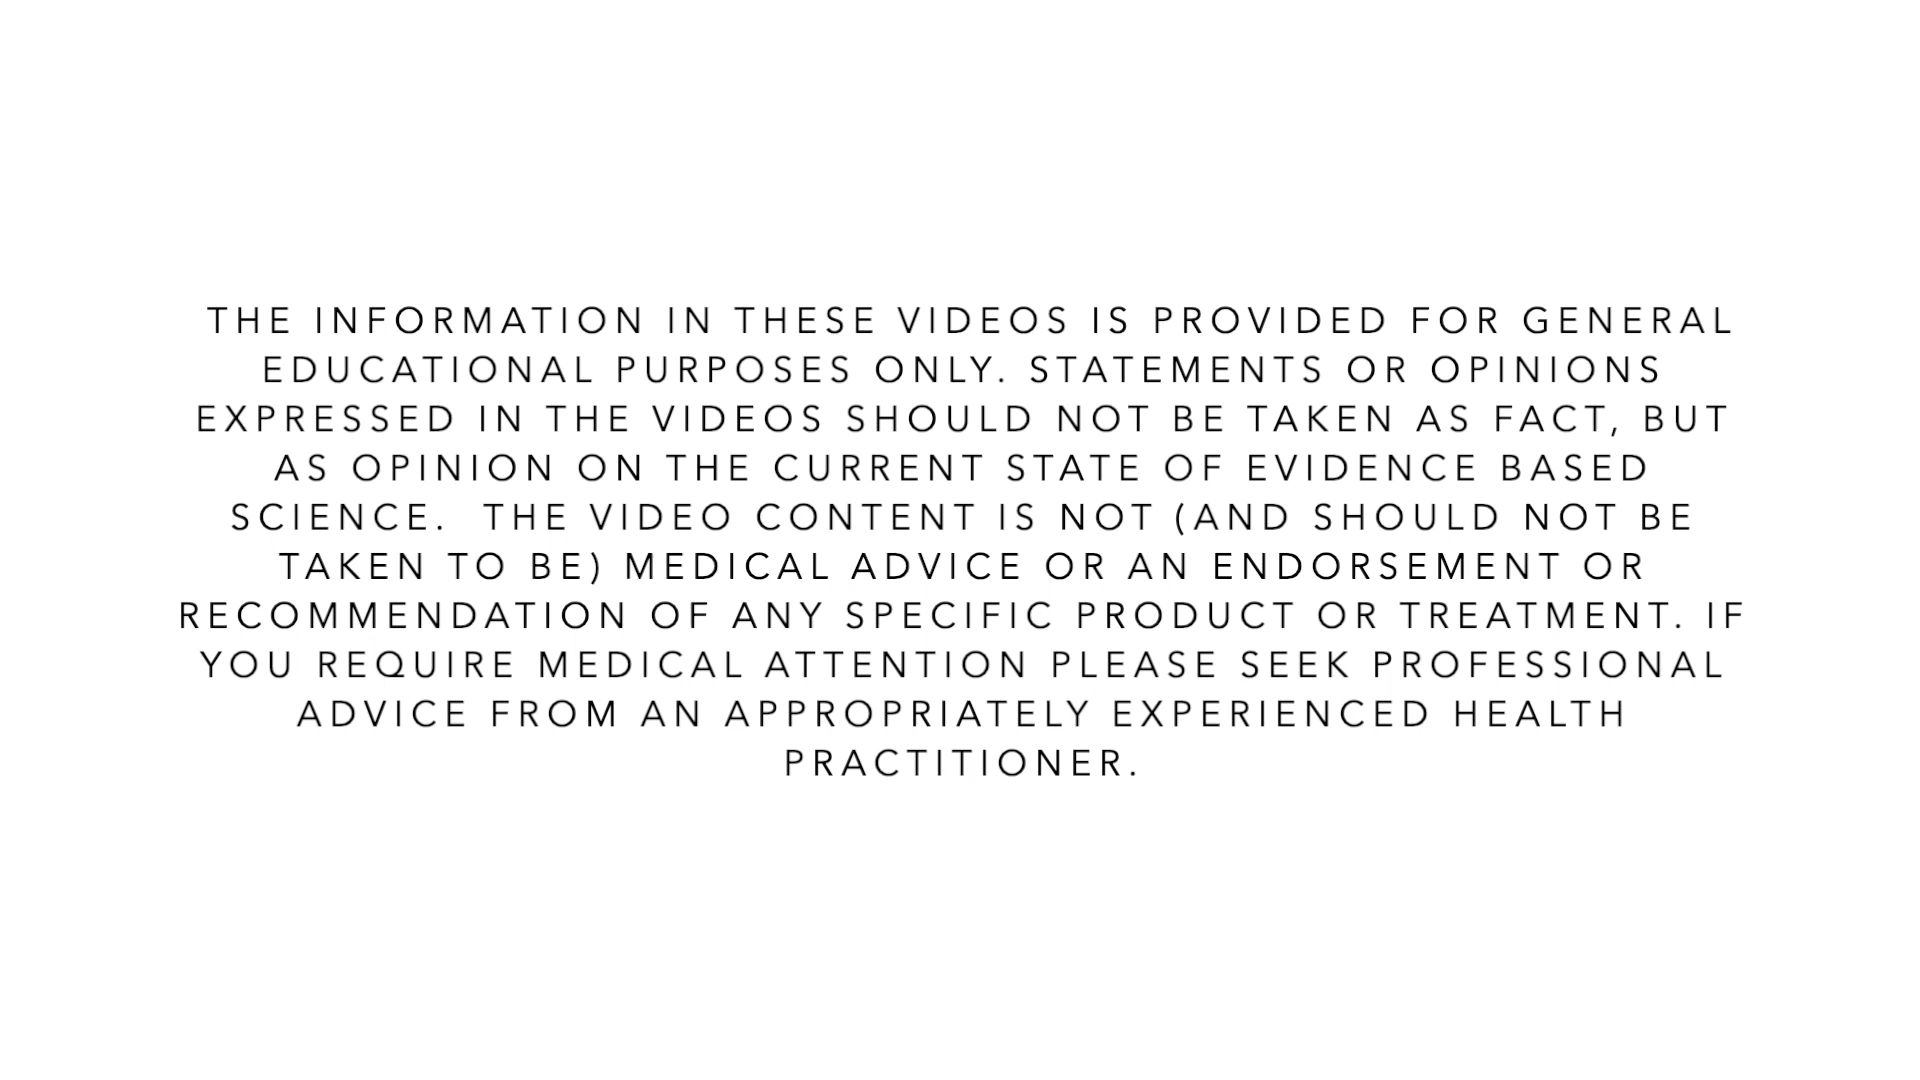 THE INFORMATION IN THESE VIDEOS IS PROVIDED FOR GENERAL
EDUCATIONAL PURPOSES ONLY. STATEMENTS OR OPINIONS
EXPRESSED IN THE VIDEOS SHOULD NOT BE TAKEN AS FACT, BUT
AS OPINION ON THE CURRENT STATE OF EVIDENCE BASED
SCIENCE.  THE VIDEO CONTENT IS NOT (AND SHOULD NOT BE
TAKEN TO BE) MEDICAL ADVICE OR AN ENDORSEMENT OR
RECOMMENDATION OF ANY SPECIFIC PRODUCT OR TREATMENT. IF
YOU REQUIRE MEDICAL ATTENTION PLEASE SEEK PROFESSIONAL
ADVICE FROM AN APPROPRIATELY EXPERIENCED HEALTH
PRACTITIONER.